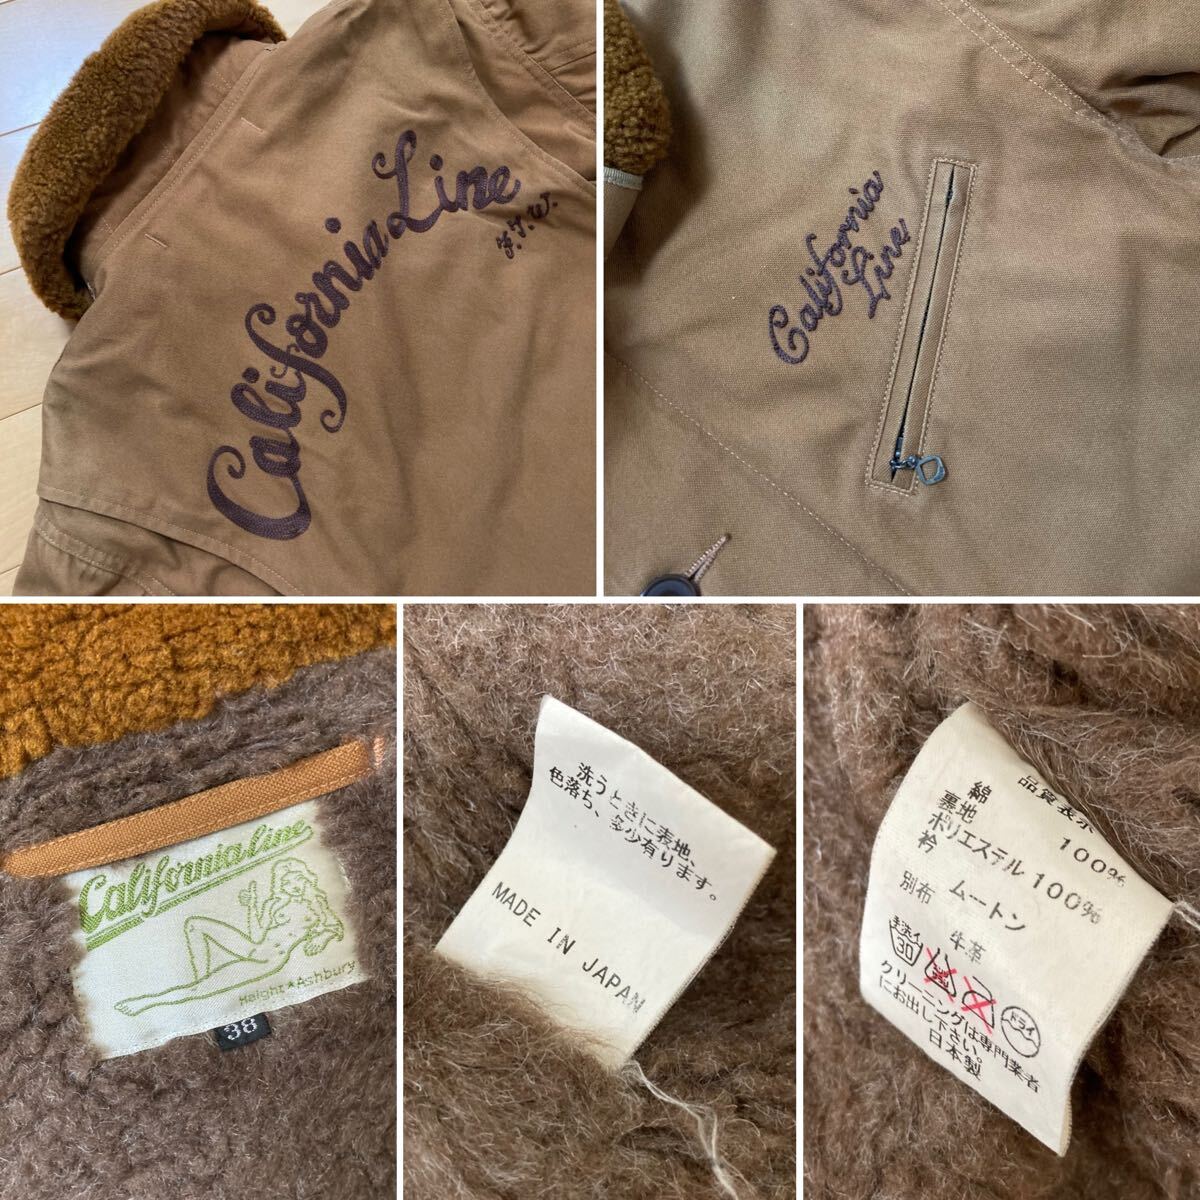 California Line
F.T.W.
California
Line
California Line
Height★Ashbury
38
洗うときに表地、
色落ち、多少有ります。
MADE IN JAPAN
品質表示
綿 100%
裏地
ポリエステル 100%
衿 ムートン
別布 牛革
手洗イ
30
ドライ
クリーニングは専門業者
にお出し下さい。
日本製